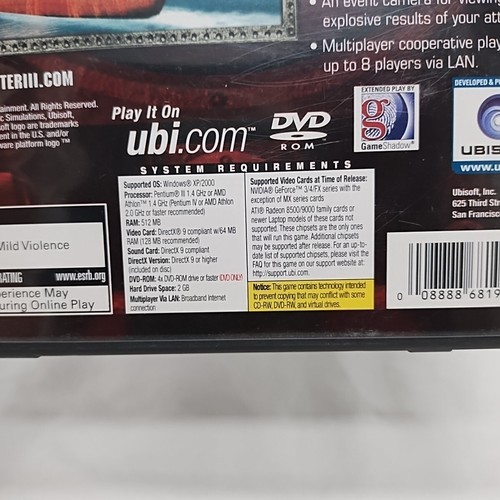 • An event camera for viewing
explosive results of your att
• Multiplayer cooperative play
up to 8 players via LAN.
TERIII.COM
tainment. All Rights Reserved.
c Simulations, Ubisoft,
soft logo are trademarks
ent in the U.S. and/or
ware platform logo ™
Play It On
ubi.com™
DVD
ROM
EXTENDED PLAY BY
g
GameShadow
DEVELOPED & P
UBIS
www.u
Ubisoft, Inc.
625 Third Str
San Francisc
SYSTEM REQUIREMENTS
Supported OS: Windows® XP/2000
Processor: Pentium® III 1.4 GHz or AMD
Athlon™ 1.4 GHz (Pentium IV or AMD Athlon
2.0 GHz or faster recommended)
RAM: 512 MB
Video Card: DirectX® 9 compliant w/64 MB
RAM (128 MB recommended)
Sound Card: DirectX 9 compliant
DirectX Version: DirectX 9 or higher
(included on disc)
DVD-ROM: 4x DVD-ROM drive or faster (DVD ONLY)
Hard Drive Space: 2 GB
Multiplayer Via LAN: Broadband Internet
connection
Supported Video Cards at Time of Release:
NVIDIA® GeForce™ 3/4/FX series with the
exception of MX series cards
ATI® Radeon 8500/9000 family cards or
newer Laptop models of these cards not
supported. These chipsets are the only ones
that will run this game. Additional chipsets
may be supported after release. For an up-to-
date list of supported chipsets, please visit the
FAQ for this game on our support website at:
http://support.ubi.com.
Notice: This game contains technology intended
to prevent copying that may conflict with some
CD-RW, DVD-RW, and virtual drives.
Mild Violence
RATING
www.esrb.org
erience May
uring Online Play
0 08888 6819